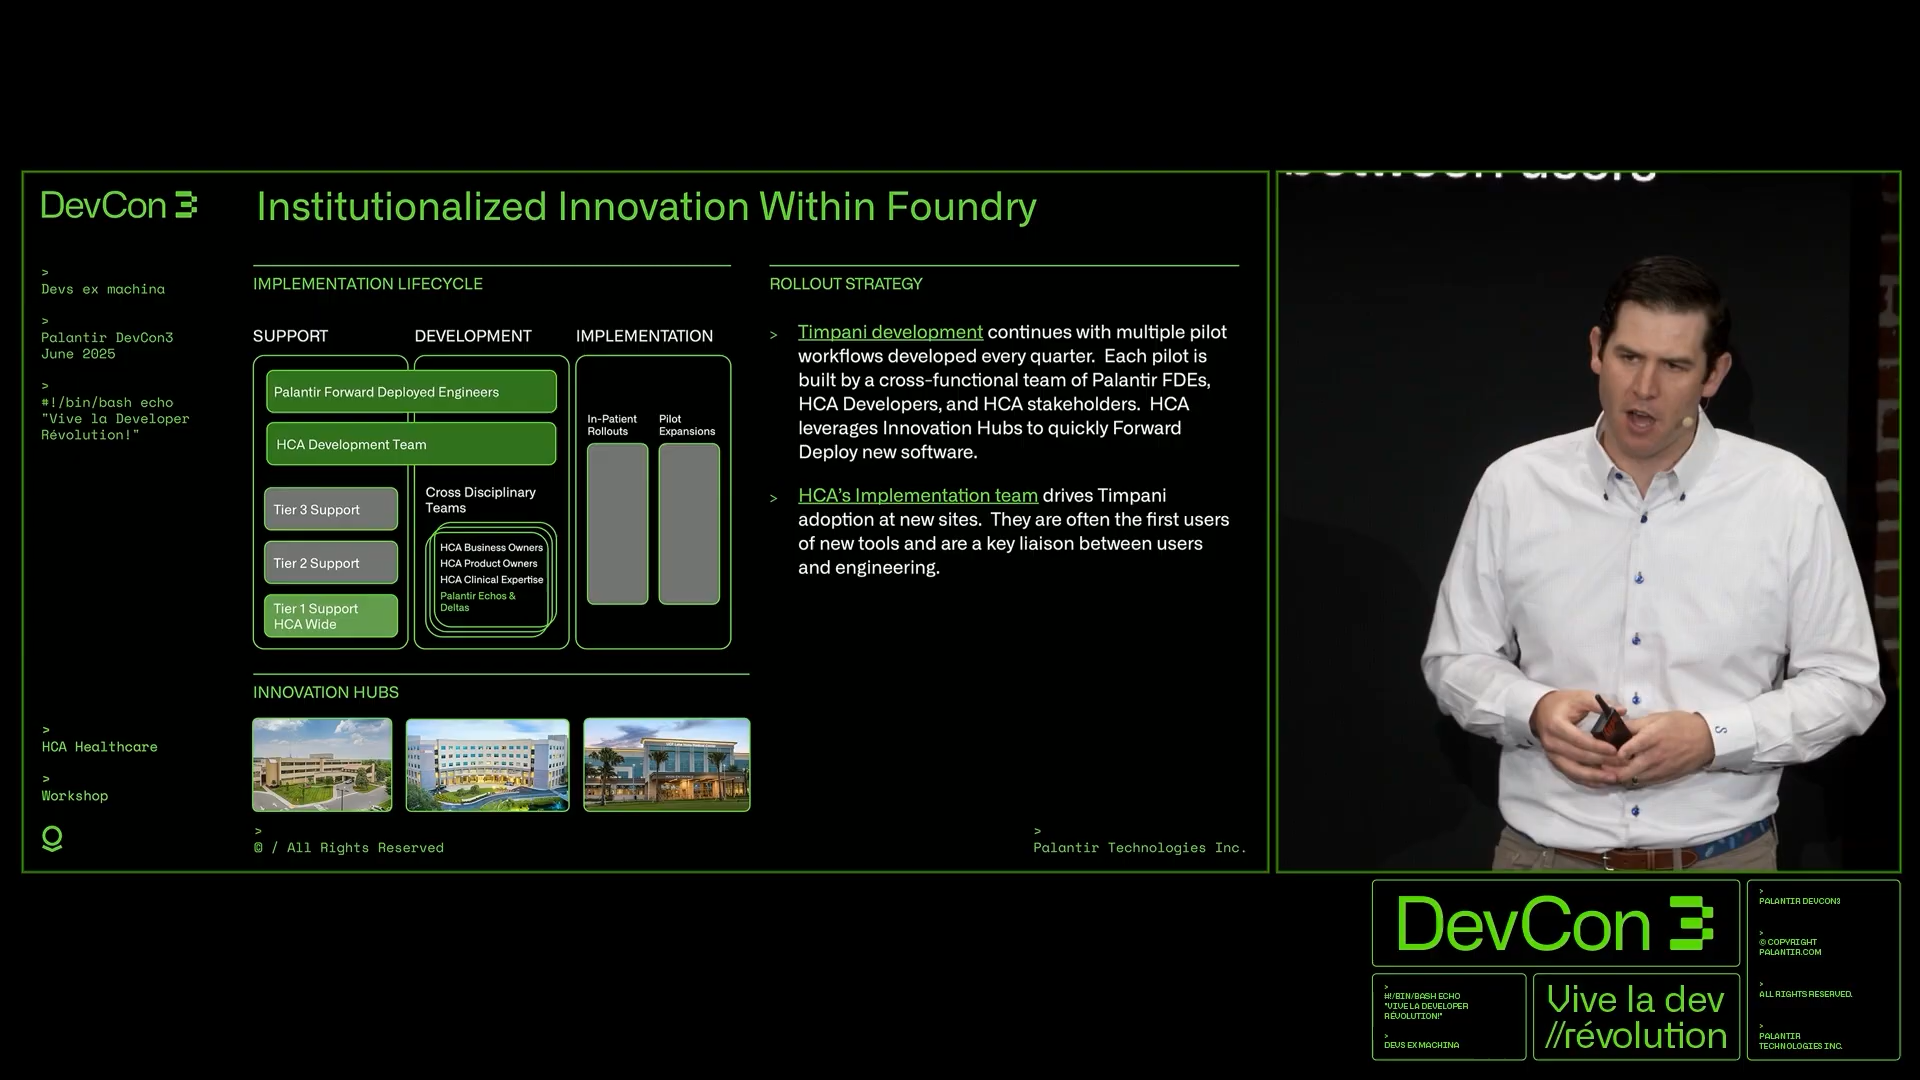 DevCon 3
Institutionalized Innovation Within Foundry
>
Devs ex machina
>
Palantir DevCon3
June 2025
>
#!/bin/bash echo
"Vive la Developer
Révolution!"
>
HCA Healthcare
>
Workshop
IMPLEMENTATION LIFECYCLE
SUPPORT
DEVELOPMENT
IMPLEMENTATION
Palantir Forward Deployed Engineers
HCA Development Team
Tier 3 Support
Tier 2 Support
Tier 1 Support
HCA Wide
Cross Disciplinary
Teams
HCA Business Owners
HCA Product Owners
HCA Clinical Expertise
Palantir Echos &
Deltas
In-Patient
Rollouts
Pilot
Expansions
INNOVATION HUBS
ROLLOUT STRATEGY
> Timpani development continues with multiple pilot
workflows developed every quarter. Each pilot is
built by a cross-functional team of Palantir FDEs,
HCA Developers, and HCA stakeholders. HCA
leverages Innovation Hubs to quickly Forward
Deploy new software.
> HCA's Implementation team drives Timpani
adoption at new sites. They are often the first users
of new tools and are a key liaison between users
and engineering.
>
© / All Rights Reserved
>
Palantir Technologies Inc.
between users
DevCon 3
>
#!/BIN/BASH ECHO
"VIVE LA DEVELOPER
RÉVOLUTION!"
>
DEVS EX MACHINA
Vive la dev
//révolution
>
PALANTIR DEVCON3
>
© COPYRIGHT
PALANTIR.COM
>
ALL RIGHTS RESERVED.
>
PALANTIR
TECHNOLOGIES INC.